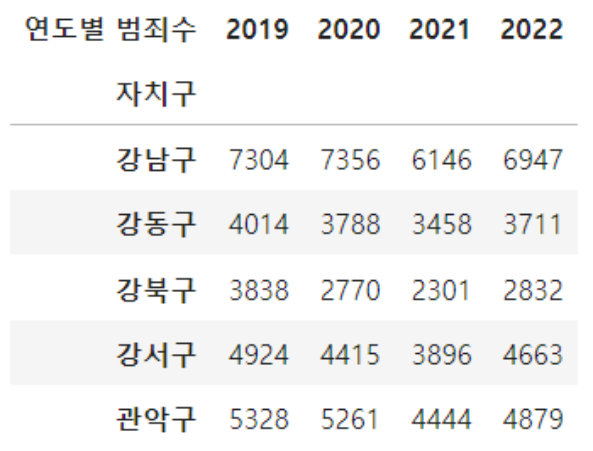 연도별 범죄수 2019 2020 2021 2022
자치구
강남구 7304 7356 6146 6947
강동구 4014 3788 3458 3711
강북구 3838 2770 2301 2832
강서구 4924 4415 3896 4663
관악구 5328 5261 4444 4879